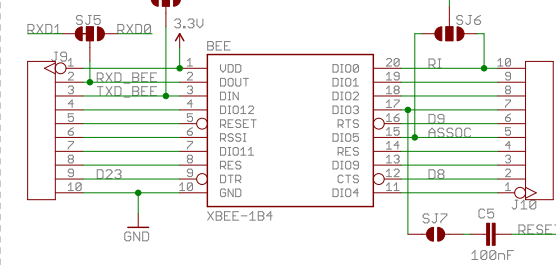 SJ5 SJ6
RXD1 RXD0 3.3V
BEE
J9
1 1 VDD DIO0 20 RI 10
2 RXD_BEE 2 DOUT DIO1 19 9
3 TXD_BEE 3 DIN DIO2 18 8
4 4 DIO12 DIO3 17 7
5 5 RESET RTS 16 D9 6
6 6 RSSI DIO5 15 ASSOC 5
7 7 DIO11 RES 14 4
8 8 RES DIO9 13 3
9 D23 9 DTR CTS 12 D8 2
10 10 GND DIO4 11 1
J10
XBEE-1B4
GND
SJ7 C5 RESE
100nF